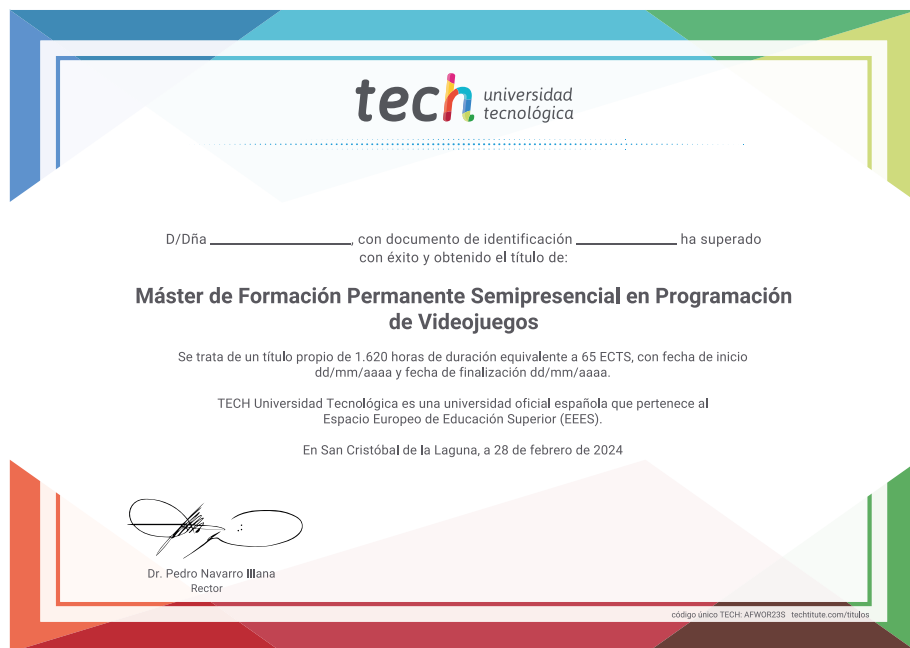 tech universidad
tecnológica
D/Dña ____________________, con documento de identificación ______________ ha superado
con éxito y obtenido el título de:
Máster de Formación Permanente Semipresencial en Programación
de Videojuegos
Se trata de un título propio de 1.620 horas de duración equivalente a 65 ECTS, con fecha de inicio
dd/mm/aaaa y fecha de finalización dd/mm/aaaa.
TECH Universidad Tecnológica es una universidad oficial española que pertenece al
Espacio Europeo de Educación Superior (EEES).
En San Cristóbal de la Laguna, a 28 de febrero de 2024
Dr. Pedro Navarro Illana
Rector
código único TECH: AFWOR23S techtitute.com/titulos